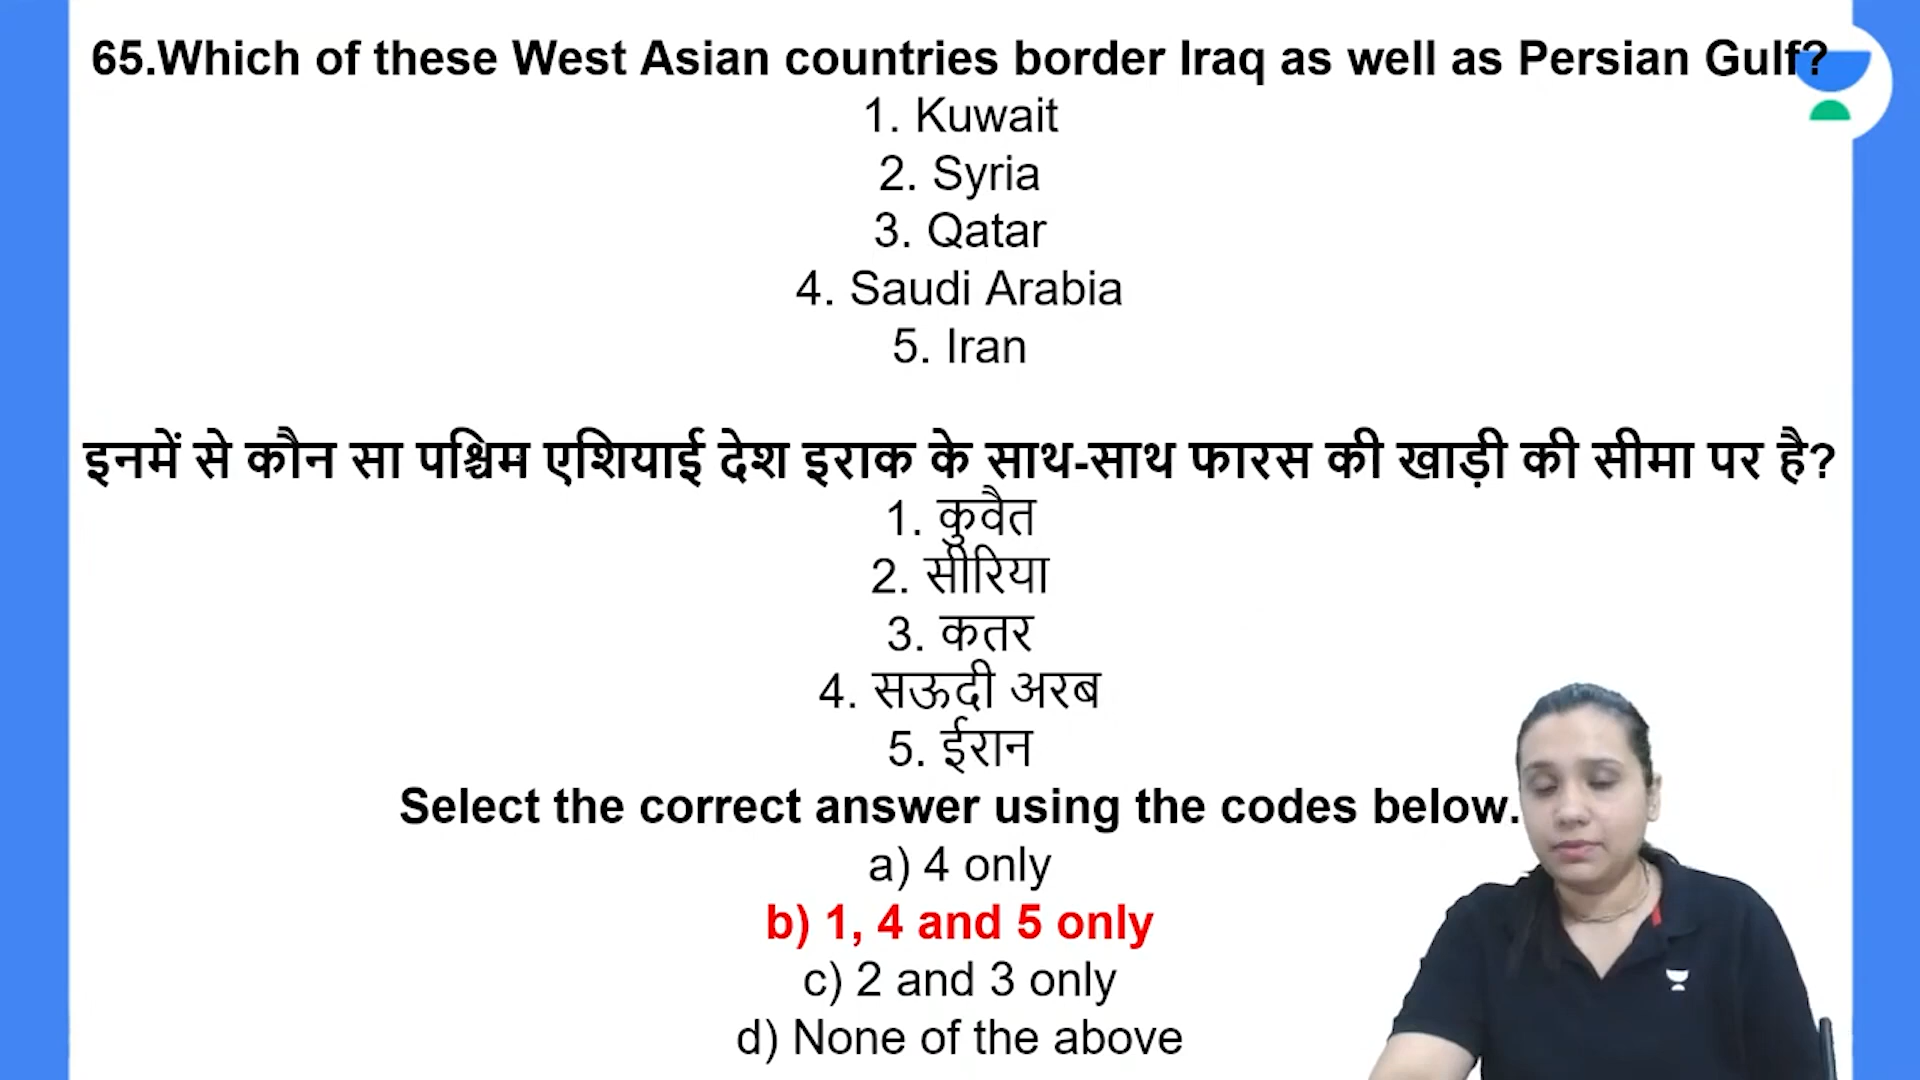 65.Which of these West Asian countries border Iraq as well as Persian Gulf?
1. Kuwait
2. Syria
3. Qatar
4. Saudi Arabia
5. Iran
इनमें से कौन सा पश्चिम एशियाई देश इराक के साथ-साथ फारस की खाड़ी की सीमा पर है?
1. कुवैत
2. सीरिया
3. कतर
4. सऊदी अरब
5. ईरान
Select the correct answer using the codes below.
a) 4 only
b) 1, 4 and 5 only
c) 2 and 3 only
d) None of the above